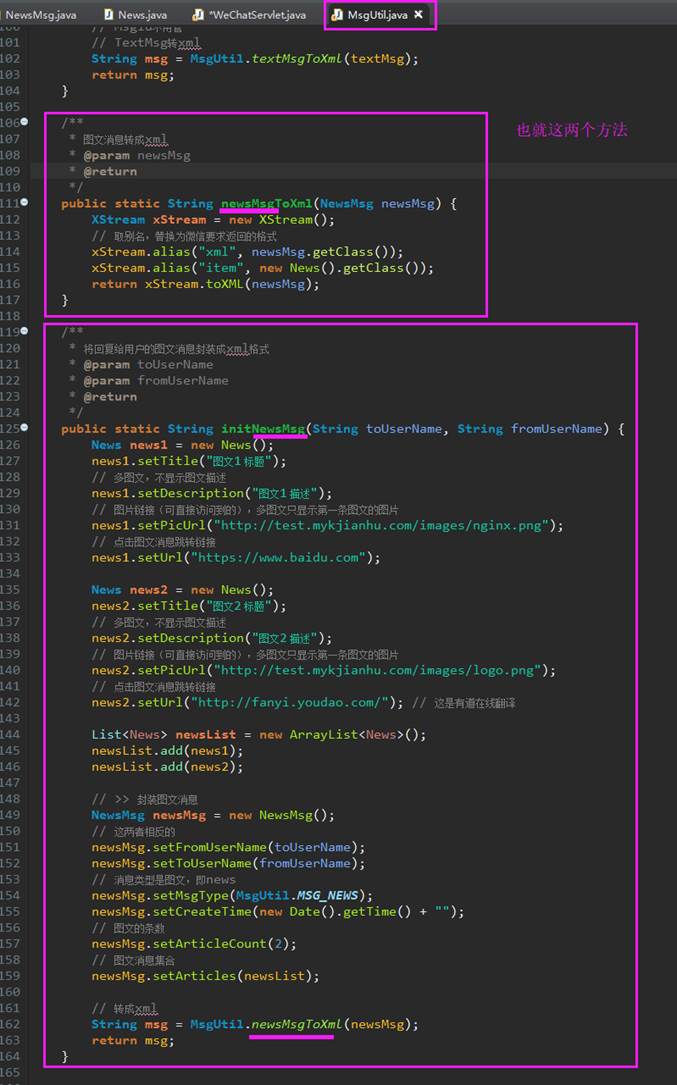 NewsMsg.java News.java *WeChatServlet.java MsgUtil.java
100 // MsgId不用管
101 // TextMsg转xml
102 String msg = MsgUtil.textMsgToXml(textMsg);
103 return msg;
104 }
105
106 /**
107 * 图文消息转成xml
也就这两个方法
108 * @param newsMsg
109 * @return
110 */
111 public static String newsMsgToXml(NewsMsg newsMsg) {
112 XStream xStream = new XStream();
113 // 取别名，替换为微信要求返回的格式
114 xStream.alias("xml", newsMsg.getClass());
115 xStream.alias("item", new News().getClass());
116 return xStream.toXML(newsMsg);
117 }
118
119 /**
120 * 将回复给用户的图文消息封装成xml格式
121 * @param toUserName
122 * @param fromUserName
123 * @return
124 */
125 public static String initNewsMsg(String toUserName, String fromUserName) {
126 News news1 = new News();
127 news1.setTitle("图文1标题");
128 // 多图文，不显示图文描述
129 news1.setDescription("图文1描述");
130 // 图片链接（可直接访问到的），多图文只显示第一条图文的图片
131 news1.setPicUrl("http://test.mykjianhu.com/images/nginx.png");
132 // 点击图文消息跳转链接
133 news1.setUrl("https://www.baidu.com");
134
135 News news2 = new News();
136 news2.setTitle("图文2标题");
137 // 多图文，不显示图文描述
138 news2.setDescription("图文2描述");
139 // 图片链接（可直接访问到的），多图文只显示第一条图文的图片
140 news2.setPicUrl("http://test.mykjianhu.com/images/logo.png");
141 // 点击图文消息跳转链接
142 news2.setUrl("http://fanyi.youdao.com/"); // 这是有道在线翻译
143
144 List<News> newsList = new ArrayList<News>();
145 newsList.add(news1);
146 newsList.add(news2);
147
148 // >> 封装图文消息
149 NewsMsg newsMsg = new NewsMsg();
150 // 这两者相反的
151 newsMsg.setFromUserName(toUserName);
152 newsMsg.setToUserName(fromUserName);
153 // 消息类型是图文，即news
154 newsMsg.setMsgType(MsgUtil.MSG_NEWS);
155 newsMsg.setCreateTime(new Date().getTime() + "");
156 // 图文的条数
157 newsMsg.setArticleCount(2);
158 // 图文消息集合
159 newsMsg.setArticles(newsList);
160
161 // 转成xml
162 String msg = MsgUtil.newsMsgToXml(newsMsg);
163 return msg;
164 }
165